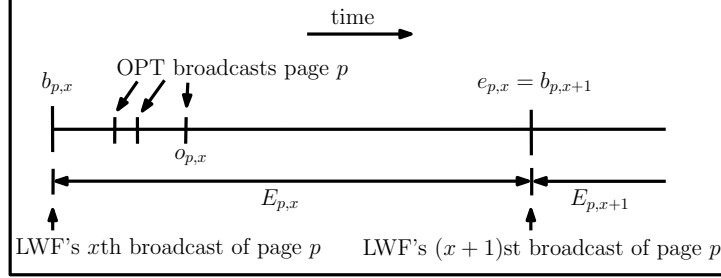 time
OPT broadcasts page p
b_{p,x}
e_{p,x} = b_{p,x+1}
o_{p,x}
E_{p,x}
E_{p,x+1}
LWF's xth broadcast of page p
LWF's (x + 1)st broadcast of page p